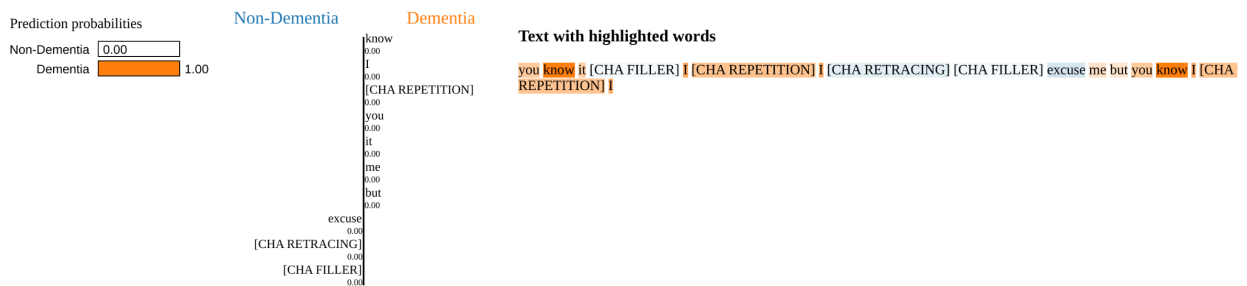 Prediction probabilities
Non-Dementia 0.00
Dementia 1.00
Non-Dementia Dementia
know
0.00
I
0.00
[CHA REPETITION]
0.00
you
0.00
it
0.00
me
0.00
but
0.00
excuse
0.00
[CHA RETRACING]
0.00
[CHA FILLER]
0.00
Text with highlighted words
you know it [CHA FILLER] I [CHA REPETITION] I [CHA RETRACING] [CHA FILLER] excuse me but you know I [CHA
REPETITION] I